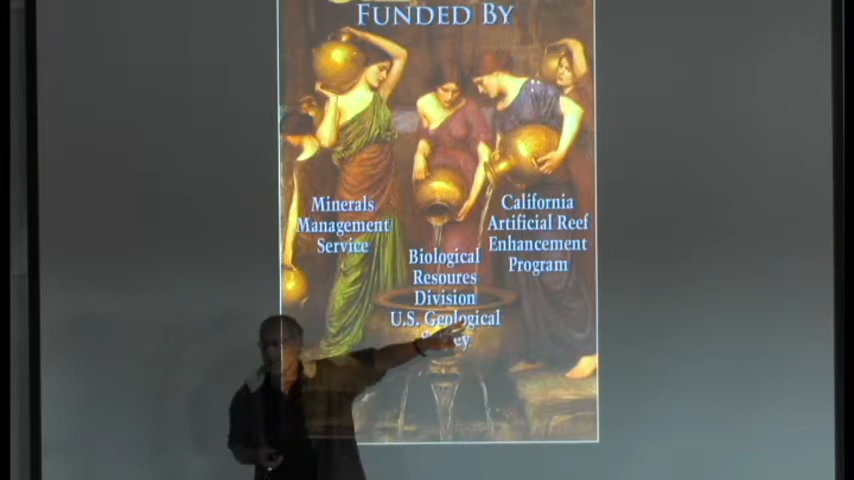 FUNDED BY
Minerals
Management
Service
California
Artificial Reef
Enhancement
Program
Biological
Resoures
Division
U.S. Geological